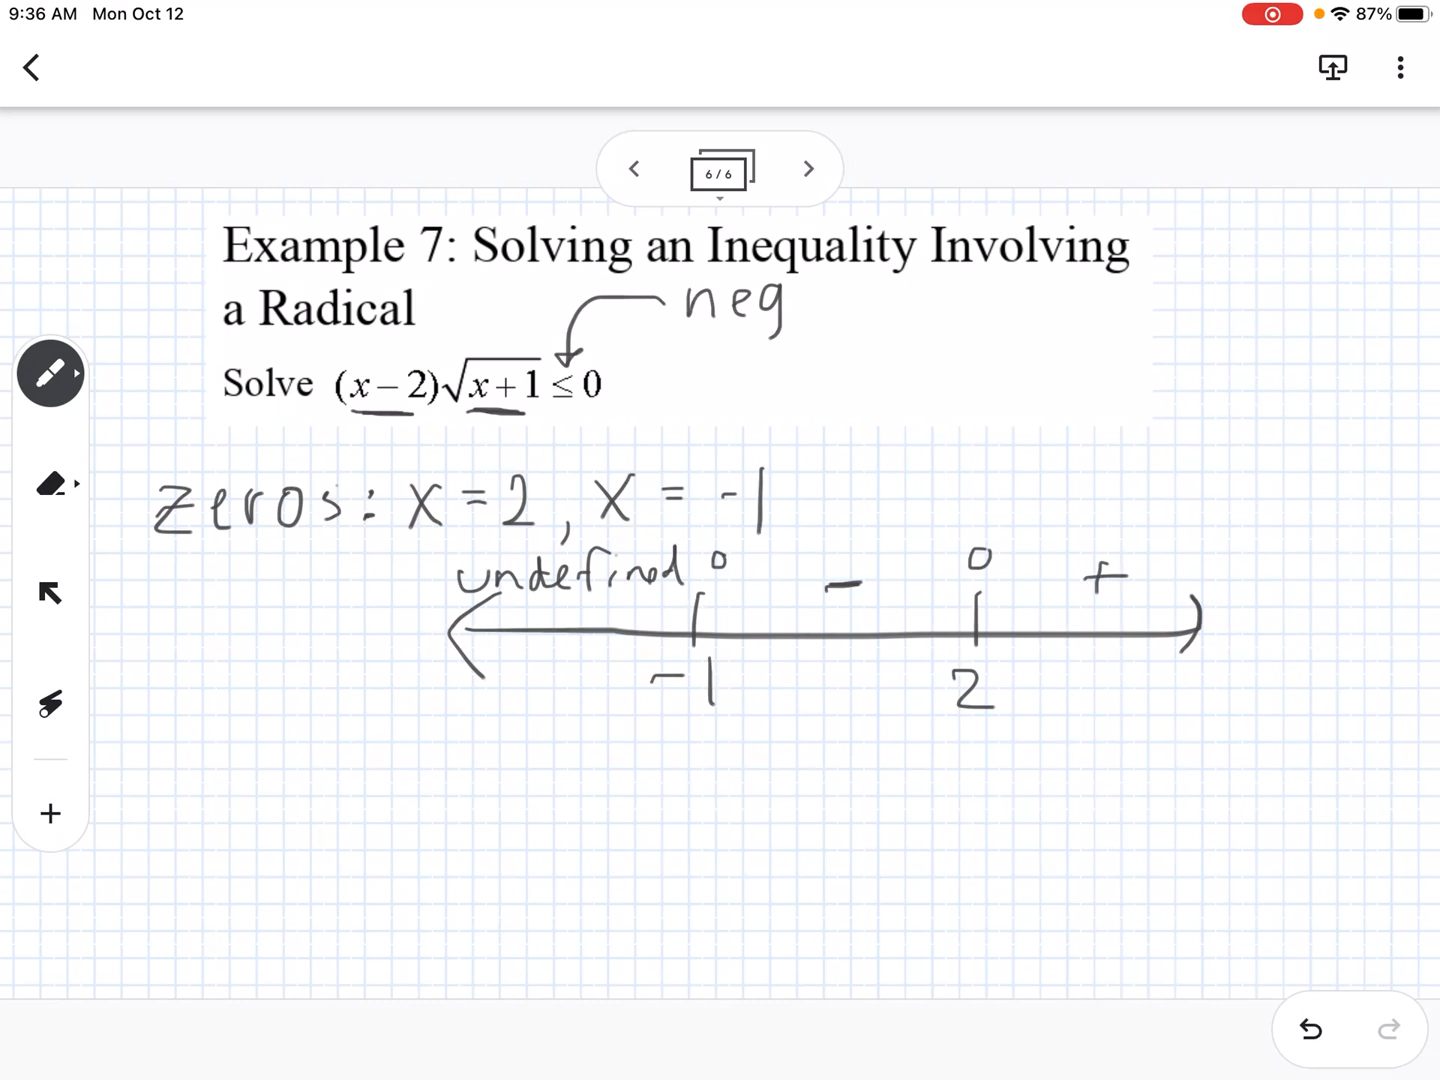 9:36 AM Mon Oct 12 87%
6 / 6
Example 7: Solving an Inequality Involving
a Radical
neg
Solve (x − 2)√x + 1 ≤ 0
zeros: x = 2, x = -1
undefined 0 - 0 +
-1 2